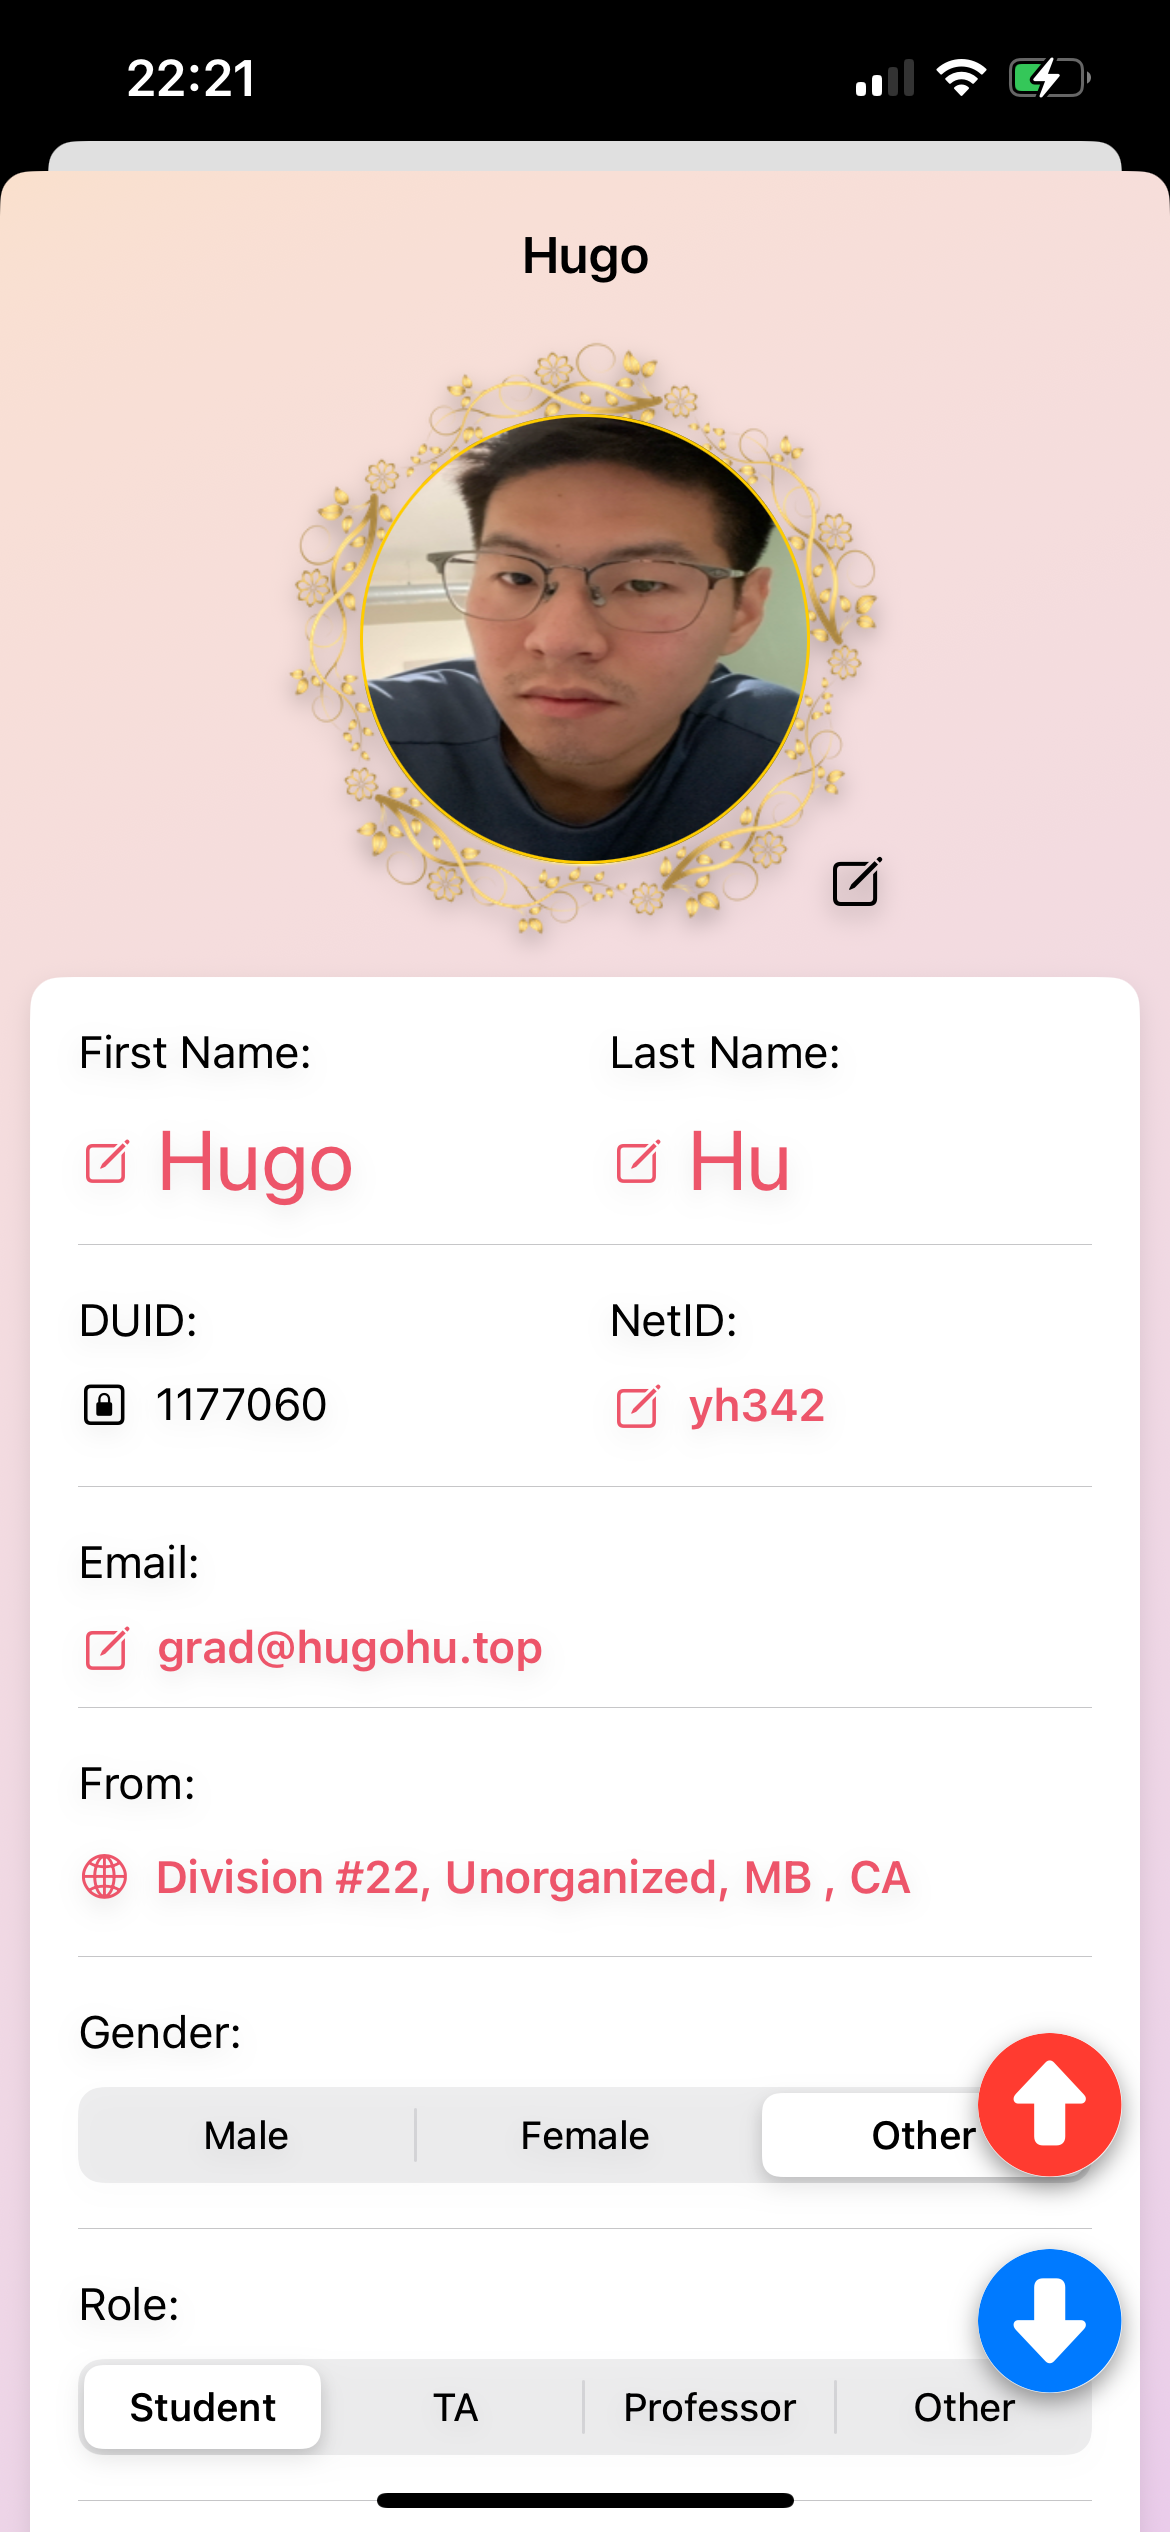 22:21
Hugo
First Name: Last Name:
Hugo Hu
DUID: NetID:
1177060 yh342
Email:
grad@hugohu.top
From:
Division #22, Unorganized, MB , CA
Gender:
Male Female Other
Role:
Student TA Professor Other